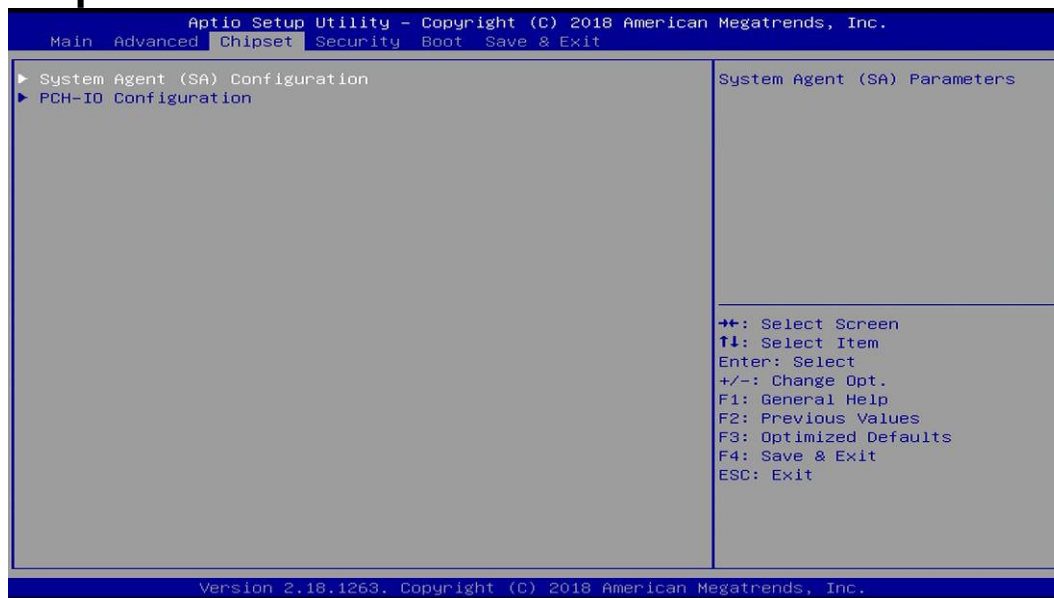 Aptio Setup Utility – Copyright (C) 2018 American Megatrends, Inc.
Main Advanced Chipset Security Boot Save & Exit
▶ System Agent (SA) Configuration
▶ PCH-IO Configuration
System Agent (SA) Parameters
→←: Select Screen
↑↓: Select Item
Enter: Select
+/-: Change Opt.
F1: General Help
F2: Previous Values
F3: Optimized Defaults
F4: Save & Exit
ESC: Exit
Version 2.18.1263. Copyright (C) 2018 American Megatrends, Inc.